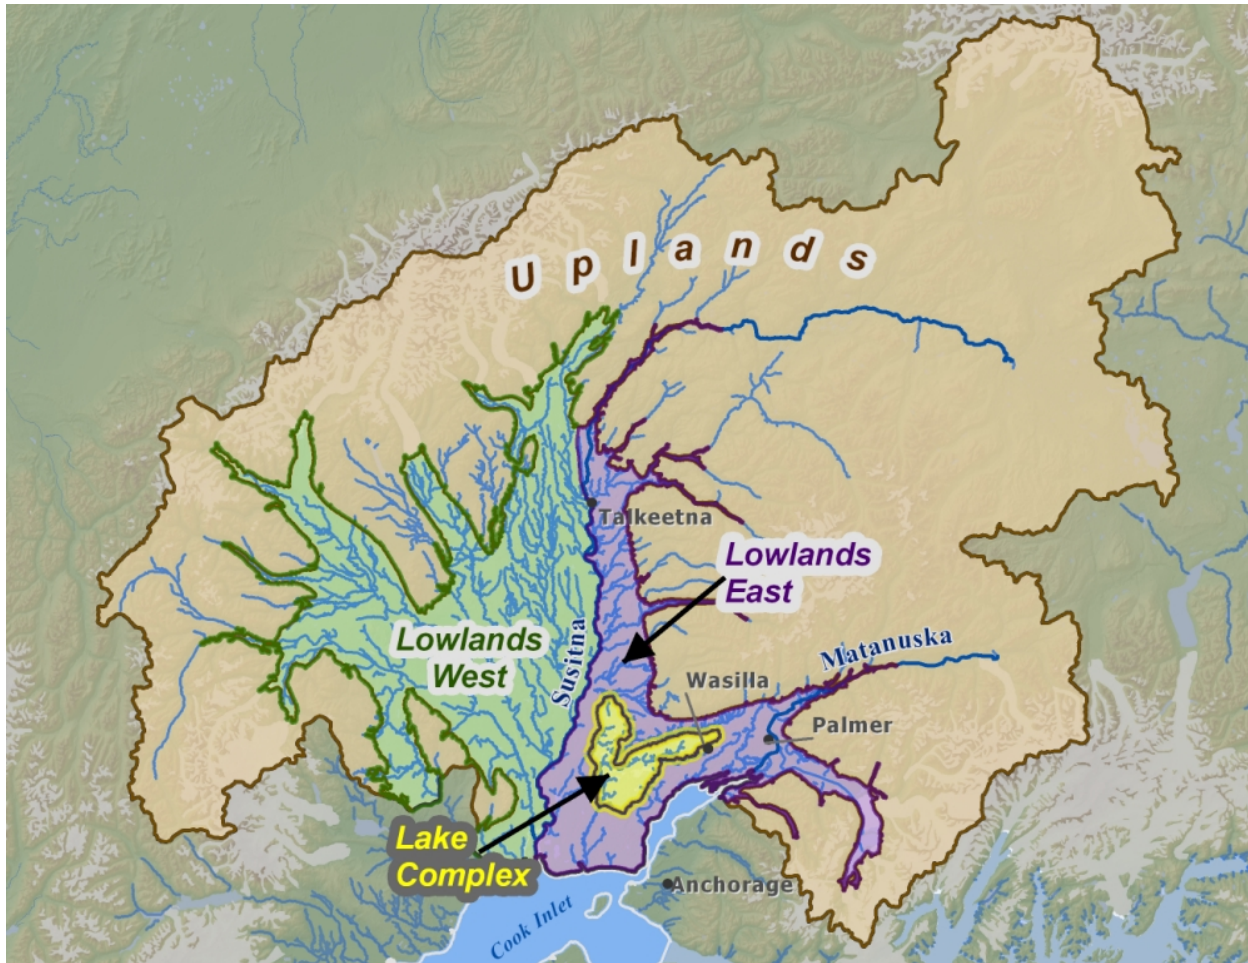 Uplands
Talkeetna
Lowlands
East
Lowlands
West
Susitna
Matanuska
Wasilla
Palmer
Lake
Complex
Anchorage
Cook Inlet